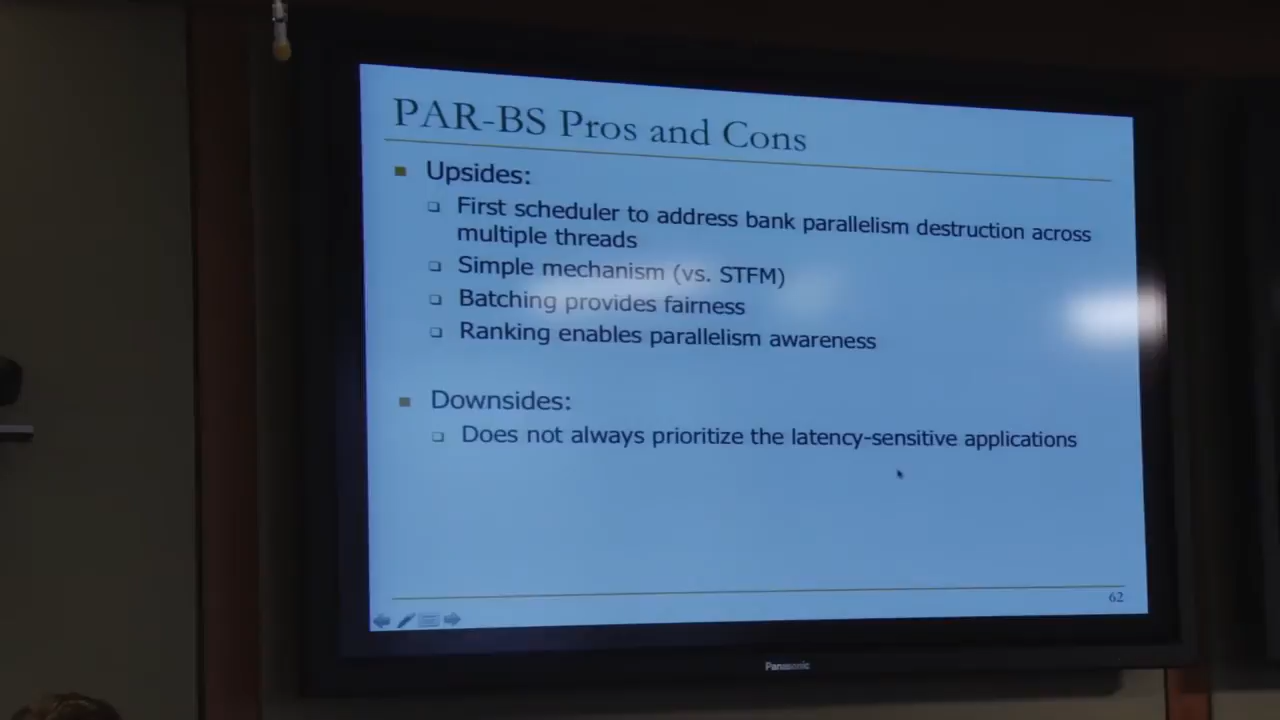 PAR-BS Pros and Cons
Upsides:
First scheduler to address bank parallelism destruction across
multiple threads
Simple mechanism (vs. STFM)
Batching provides fairness
Ranking enables parallelism awareness
Downsides:
Does not always prioritize the latency-sensitive applications
62
Panasonic